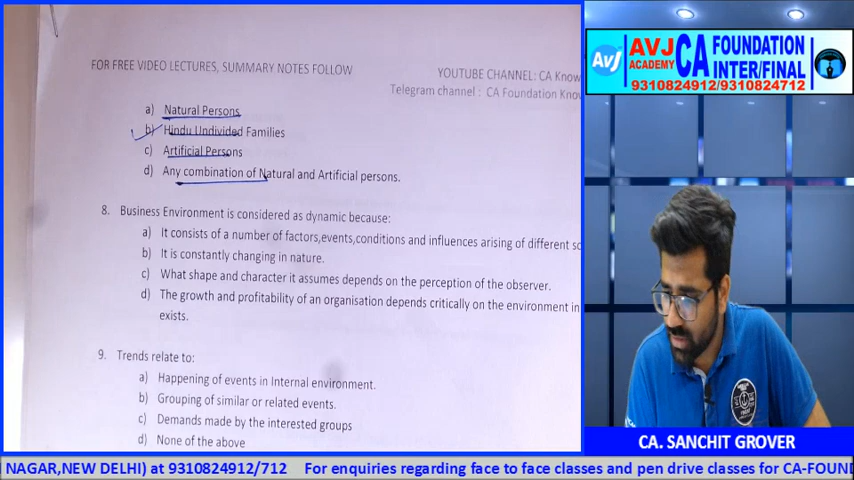 FOR FREE VIDEO LECTURES, SUMMARY NOTES FOLLOW
YOUTUBE CHANNEL: CA Know
Telegram channel : CA Foundation Know
a) Natural Persons
b) Hindu Undivided Families
c) Artificial Persons
d) Any combination of Natural and Artificial persons.
8. Business Environment is considered as dynamic because:
a) It consists of a number of factors,events,conditions and influences arising of different so
b) It is constantly changing in nature.
c) What shape and character it assumes depends on the perception of the observer.
d) The growth and profitability of an organisation depends critically on the environment in
exists.
9. Trends relate to:
a) Happening of events in Internal environment.
b) Grouping of similar or related events.
c) Demands made by the interested groups
d) None of the above
AVJ
ACADEMY
CA
FOUNDATION
INTER/FINAL
9310824912/9310824712
CA. SANCHIT GROVER
NAGAR,NEW DELHI) at 9310824912/712 For enquiries regarding face to face classes and pen drive classes for CA-FOUND